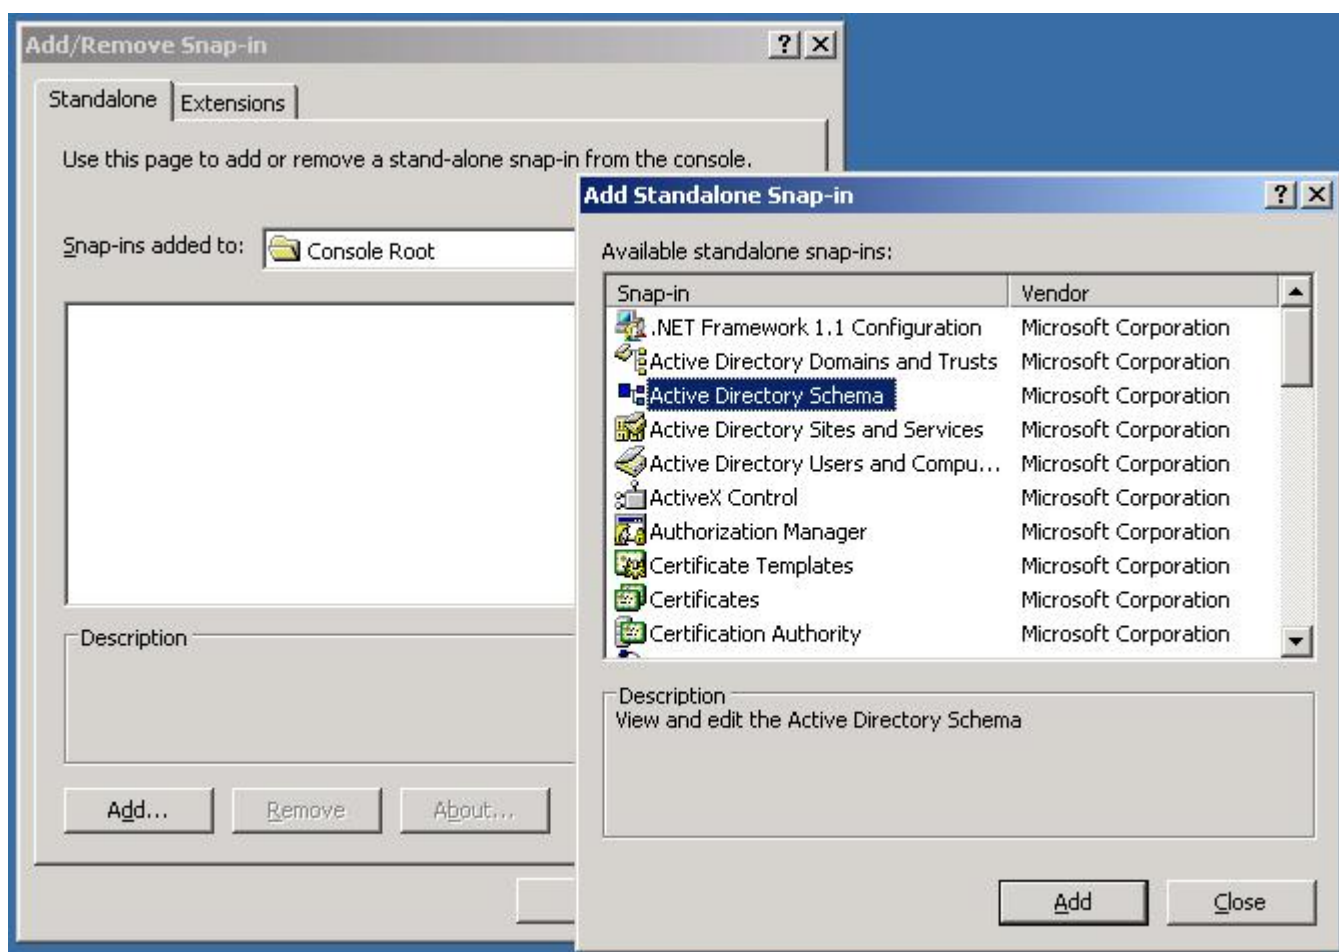 Add/Remove Snap-in
Standalone
Extensions
Use this page to add or remove a stand-alone snap-in from the console.
Snap-ins added to:
Console Root
Description
Add...
Remove
About...
Add Standalone Snap-in
Available standalone snap-ins:
Snap-in Vendor
.NET Framework 1.1 Configuration Microsoft Corporation
Active Directory Domains and Trusts Microsoft Corporation
Active Directory Schema Microsoft Corporation
Active Directory Sites and Services Microsoft Corporation
Active Directory Users and Compu... Microsoft Corporation
ActiveX Control Microsoft Corporation
Authorization Manager Microsoft Corporation
Certificate Templates Microsoft Corporation
Certificates Microsoft Corporation
Certification Authority Microsoft Corporation
Description
View and edit the Active Directory Schema
Add
Close